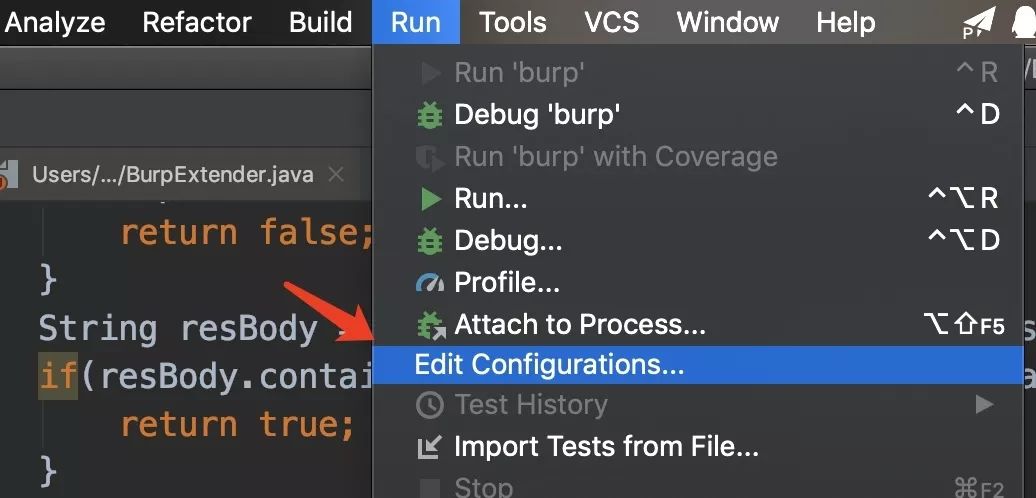 Analyze Refactor Build Run Tools VCS Window Help
Run 'burp' ⌃ R
Debug 'burp' ⌃ D
Users/.../BurpExtender.java
Run 'burp' with Coverage
Run... ⌃⌥ R
return false;
Debug... ⌃⌥ D
}
Profile...
String resBody
Attach to Process... ⌥⇧F5
if(resBody.contai
Edit Configurations...
Test History
return true;
Import Tests from File...
}
Stop ⌘F2